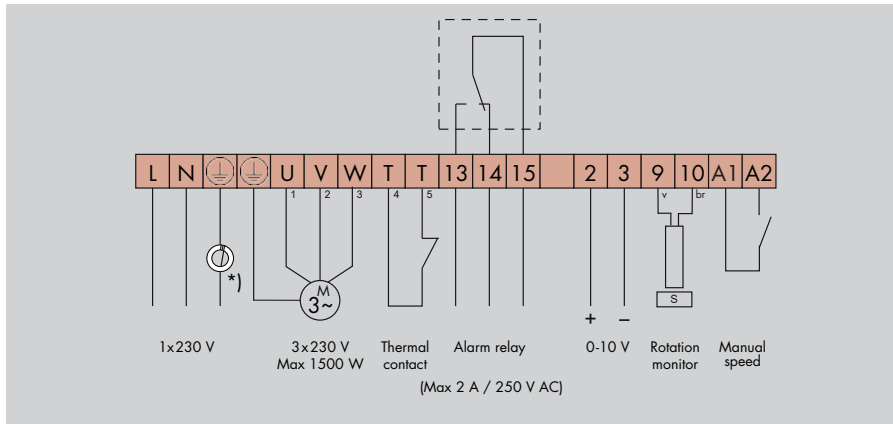 L N U V W T T 13 14 15 2 3 9 10 A1 A2
1 2 3 4 5 v br
*)
M
3~
S
+ −
1x230 V 3x230 V Thermal Alarm relay 0-10 V Rotation Manual
Max 1500 W contact monitor speed
(Max 2 A / 250 V AC)